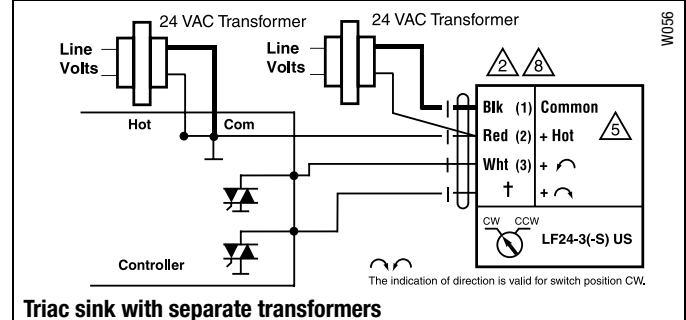 24 VAC Transformer
24 VAC Transformer
W056
Line
Volts
Line
Volts
2
8
Hot
Com
Blk (1) Common
Red (2) + Hot
5
Wht (3) +
† +
CW CCW
LF24-3(-S) US
Controller
The indication of direction is valid for switch position CW.
Triac sink with separate transformers